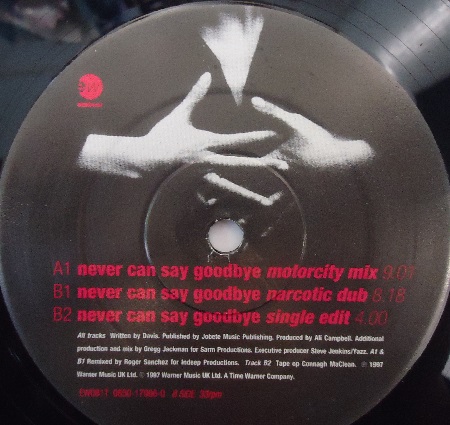 A1 never can say goodbye motorcity mix 9.01
B1 never can say goodbye narcotic dub 8.18
B2 never can say goodbye single edit 4.00
All tracks Written by Davis. Published by Jobete Music Publishing. Produced by Ali Campbell. Additional
production and mix by Gregg Jackman for Sarm Productions. Executive producer Steve Jenkins/Yazz. A1 &
B1 Remixed by Roger Sanchez for Indeep Productions. Track B2 Tape op Connagh McClean. ℗ 1997
Warner Music UK Ltd. © 1997 Warner Music UK Ltd. A Time Warner Company.
A SIDE 33rpm